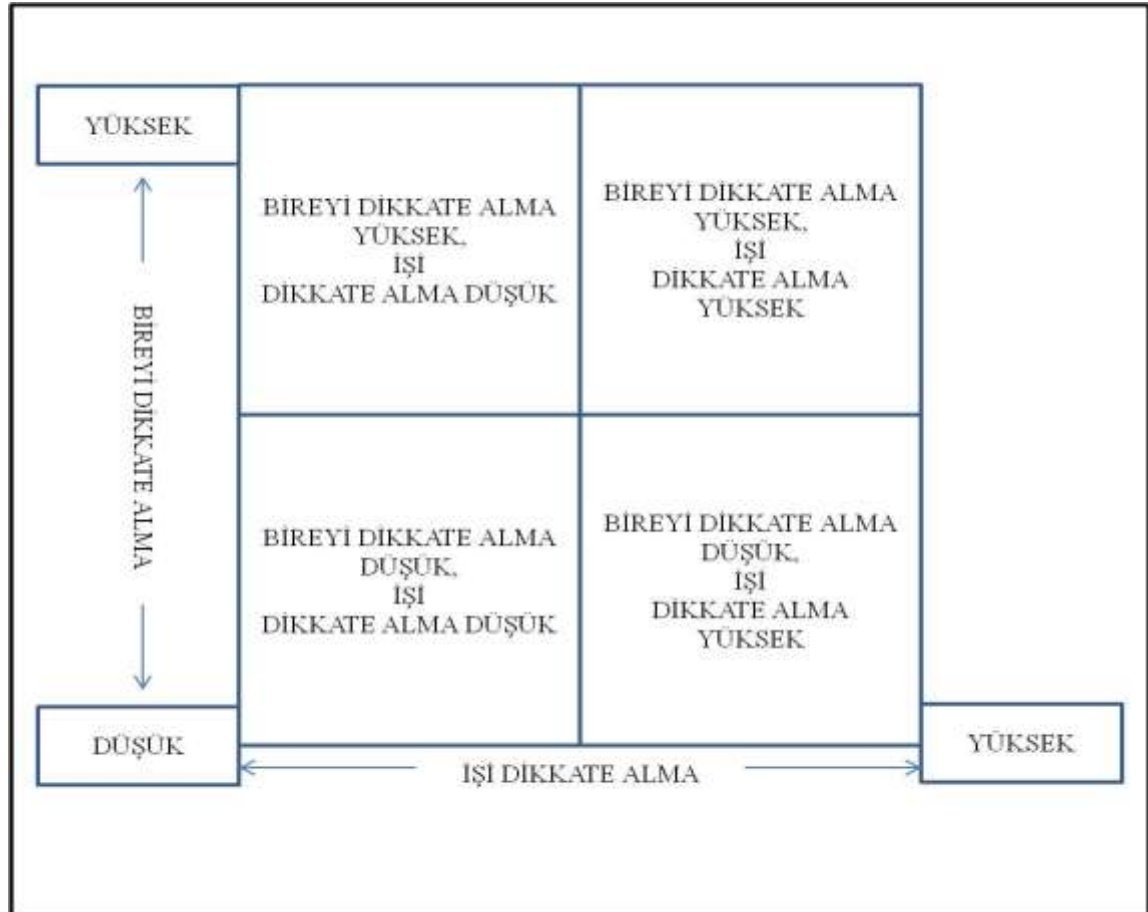 YÜKSEK
BİREYİ DİKKATE ALMA
YÜKSEK,
İŞİ
DİKKATE ALMA DÜŞÜK
BİREYİ DİKKATE ALMA
YÜKSEK,
İŞİ
DİKKATE ALMA
YÜKSEK
BİREYİ DİKKATE ALMA
BİREYİ DİKKATE ALMA
DÜŞÜK,
İŞİ
DİKKATE ALMA DÜŞÜK
BİREYİ DİKKATE ALMA
DÜŞÜK,
İŞİ
DİKKATE ALMA
YÜKSEK
DÜŞÜK
İŞİ DİKKATE ALMA
YÜKSEK